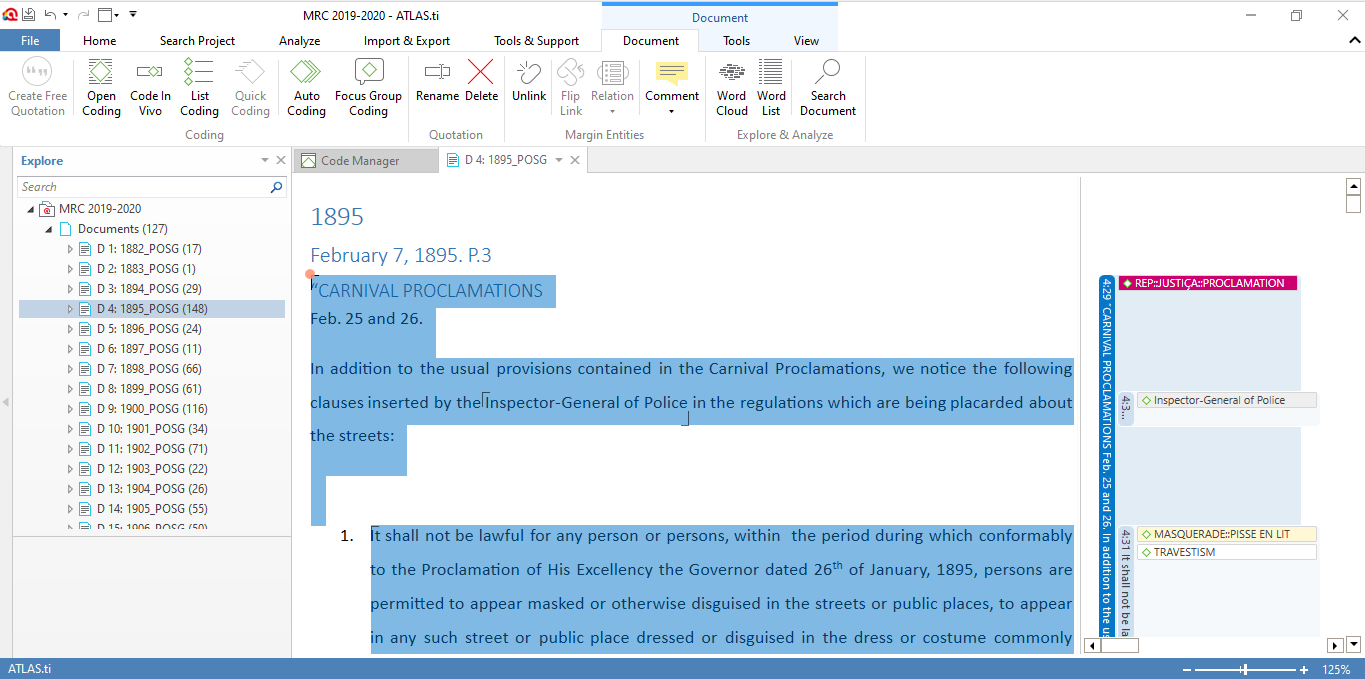 MRC 2019-2020 - ATLAS.ti
Document
File Home Search Project Analyze Import & Export Tools & Support Document Tools View
Create Free Quotation
Open Coding
Code In Vivo
List Coding
Quick Coding
Auto Coding
Focus Group Coding
Rename
Delete
Unlink
Flip Link
Relation
Comment
Word Cloud
Word List
Search Document
Coding
Quotation
Margin Entities
Explore & Analyze
Explore
Code Manager
D 4: 1895_POSG
Search
MRC 2019-2020
Documents (127)
D 1: 1882_POSG (17)
D 2: 1883_POSG (1)
D 3: 1894_POSG (29)
D 4: 1895_POSG (148)
D 5: 1896_POSG (24)
D 6: 1897_POSG (11)
D 7: 1898_POSG (66)
D 8: 1899_POSG (61)
D 9: 1900_POSG (116)
D 10: 1901_POSG (34)
D 11: 1902_POSG (71)
D 12: 1903_POSG (22)
D 13: 1904_POSG (26)
D 14: 1905_POSG (55)
D 15: 1906_POSG (50)
1895
February 7, 1895. P.3
“CARNIVAL PROCLAMATIONS
Feb. 25 and 26.
In addition to the usual provisions contained in the Carnival Proclamations, we notice the following
clauses inserted by the Inspector-General of Police in the regulations which are being placarded about
the streets:
1. It shall not be lawful for any person or persons, within the period during which conformably
to the Proclamation of His Excellency the Governor dated 26th of January, 1895, persons are
permitted to appear masked or otherwise disguised in the streets or public places, to appear
in any such street or public place dressed or disguised in the dress or costume commonly
4:29 “CARNIVAL PROCLAMATIONS Feb. 25 and 26. In addition to the us
REP::JUSTIÇA::PROCLAMATION
4:3...
Inspector-General of Police
4:31 It shall not be la
MASQUERADE::PISSE EN LIT
TRAVESTISM
ATLAS.ti
125%